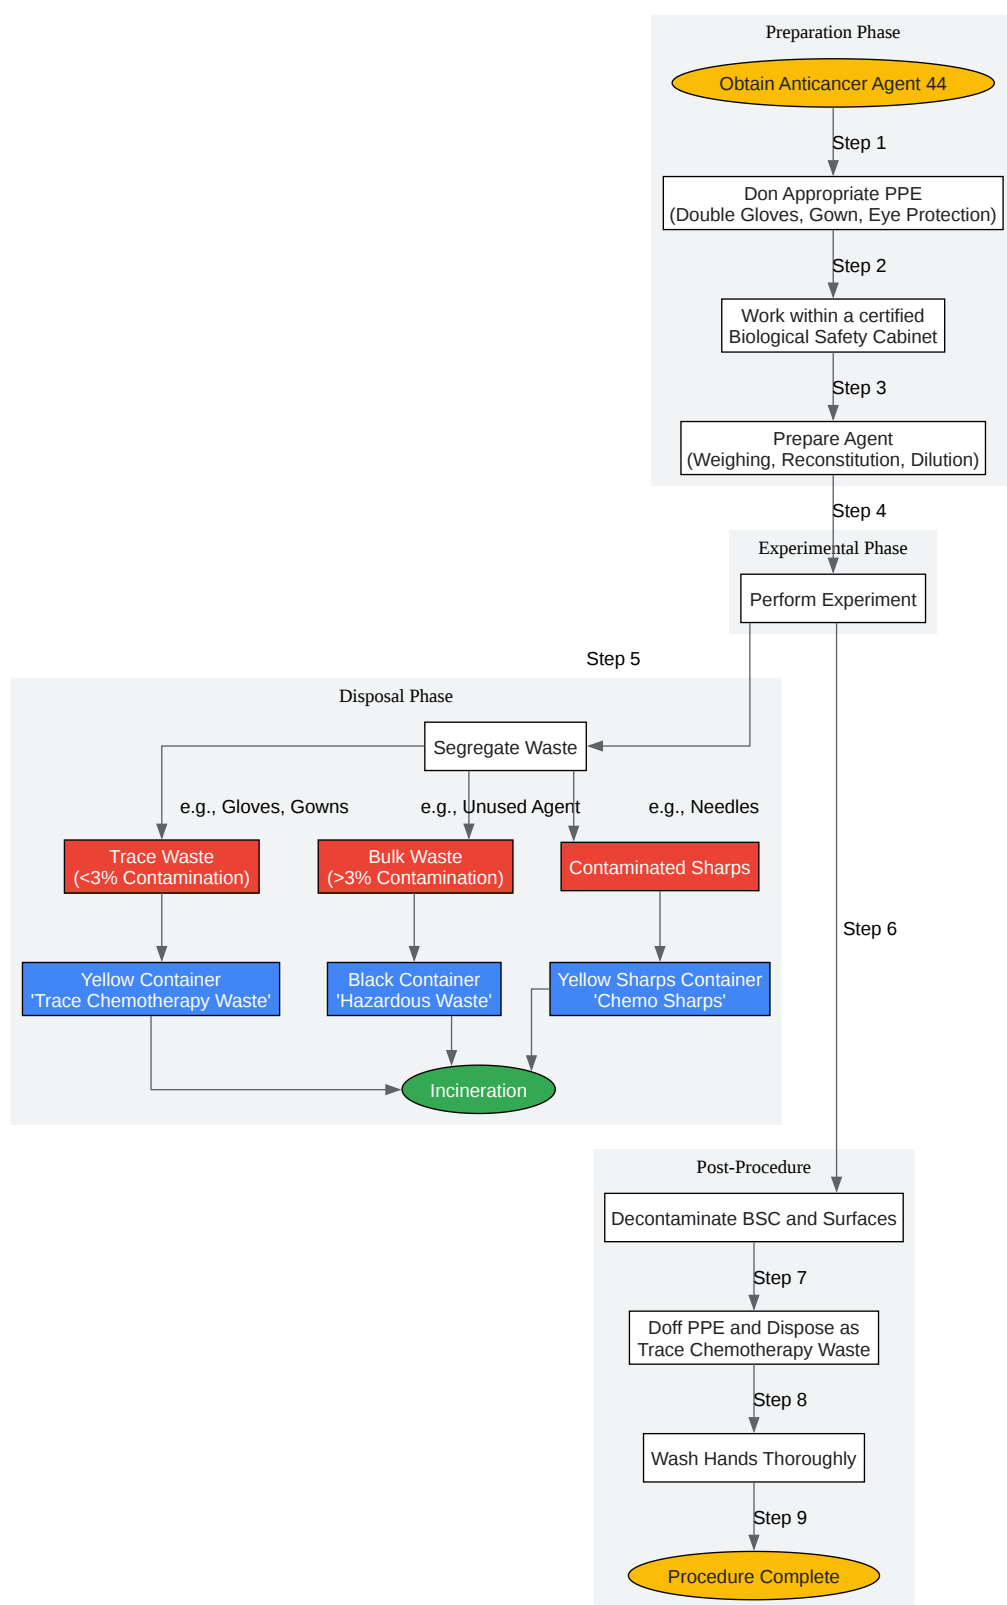 Preparation Phase
Obtain Anticancer Agent 44
Step 1
Don Appropriate PPE
(Double Gloves, Gown, Eye Protection)
Step 2
Work within a certified
Biological Safety Cabinet
Step 3
Prepare Agent
(Weighing, Reconstitution, Dilution)
Step 4
Experimental Phase
Perform Experiment
Step 5
Disposal Phase
Segregate Waste
e.g., Gloves, Gowns
e.g., Unused Agent
e.g., Needles
Trace Waste
(<3% Contamination)
Bulk Waste
(>3% Contamination)
Contaminated Sharps
Step 6
Yellow Container
'Trace Chemotherapy Waste'
Black Container
'Hazardous Waste'
Yellow Sharps Container
'Chemo Sharps'
Incineration
Post-Procedure
Decontaminate BSC and Surfaces
Step 7
Doff PPE and Dispose as
Trace Chemotherapy Waste
Step 8
Wash Hands Thoroughly
Step 9
Procedure Complete